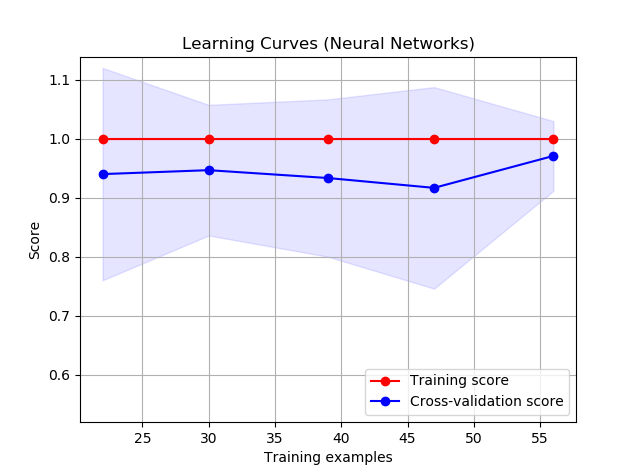 Learning Curves (Neural Networks)
1.1
1.0
0.9
0.8
0.7
0.6
Score
Training score
Cross-validation score
25 30 35 40 45 50 55
Training examples